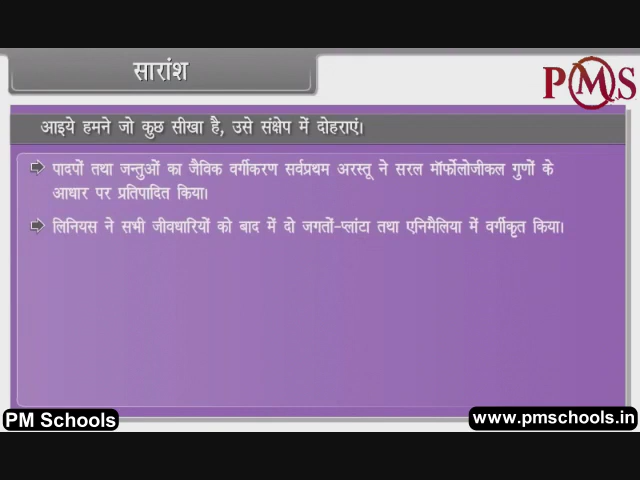 सारांश
PMS
आइये हमने जो कुछ सीखा है, उसे संक्षेप में दोहराएं।
पादपों तथा जन्तुओं का जैविक वर्गीकरण सर्वप्रथम अरस्तू ने सरल मॉर्फोलोजीकल गुणों के
आधार पर प्रतिपादित किया।
लिनियस ने सभी जीवधारियों को बाद में दो जगतों-प्लांटा तथा एनिमैलिया में वर्गीकृत किया।
PM Schools
www.pmschools.in